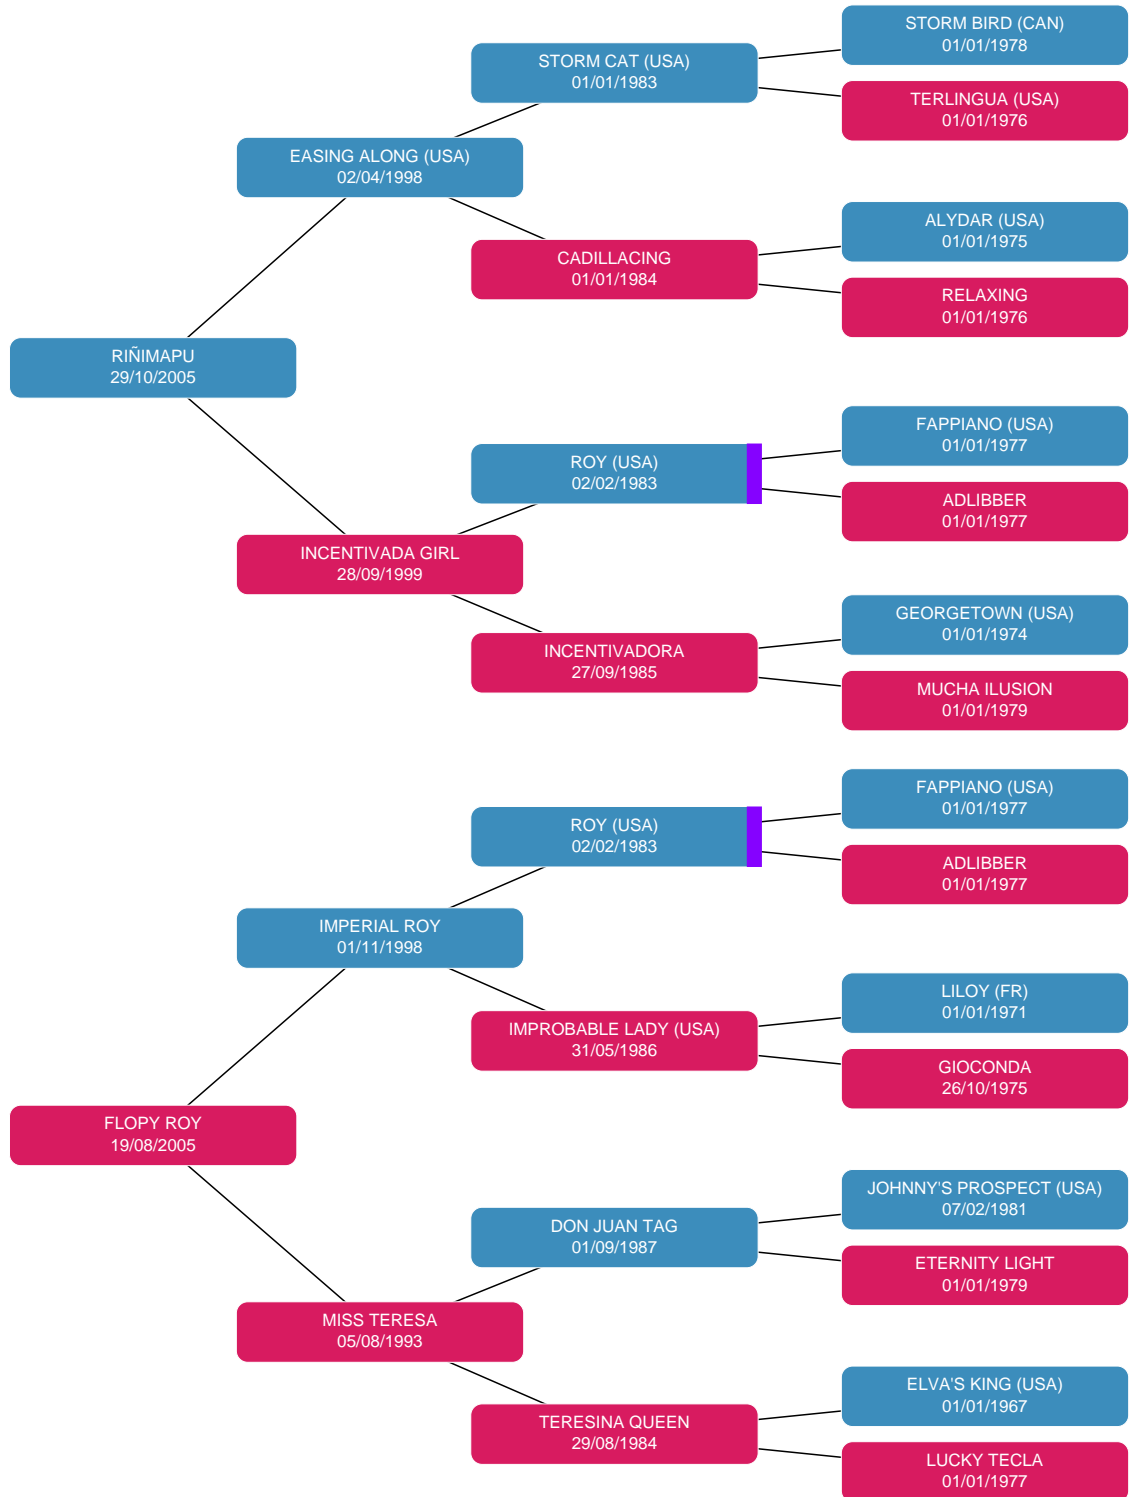 STORM BIRD (CAN)
01/01/1978
STORM CAT (USA)
01/01/1983
TERLINGUA (USA)
01/01/1976
EASING ALONG (USA)
02/04/1998
ALYDAR (USA)
01/01/1975
CADILLACING
01/01/1984
RELAXING
01/01/1976
RIÑIMAPU
29/10/2005
FAPPIANO (USA)
01/01/1977
ROY (USA)
02/02/1983
ADLIBBER
01/01/1977
INCENTIVADA GIRL
28/09/1999
GEORGETOWN (USA)
01/01/1974
INCENTIVADORA
27/09/1985
MUCHA ILUSION
01/01/1979
FAPPIANO (USA)
01/01/1977
ROY (USA)
02/02/1983
ADLIBBER
01/01/1977
IMPERIAL ROY
01/11/1998
LILOY (FR)
01/01/1971
IMPROBABLE LADY (USA)
31/05/1986
GIOCONDA
26/10/1975
FLOPY ROY
19/08/2005
JOHNNY'S PROSPECT (USA)
07/02/1981
DON JUAN TAG
01/09/1987
ETERNITY LIGHT
01/01/1979
MISS TERESA
05/08/1993
ELVA'S KING (USA)
01/01/1967
TERESINA QUEEN
29/08/1984
LUCKY TECLA
01/01/1977